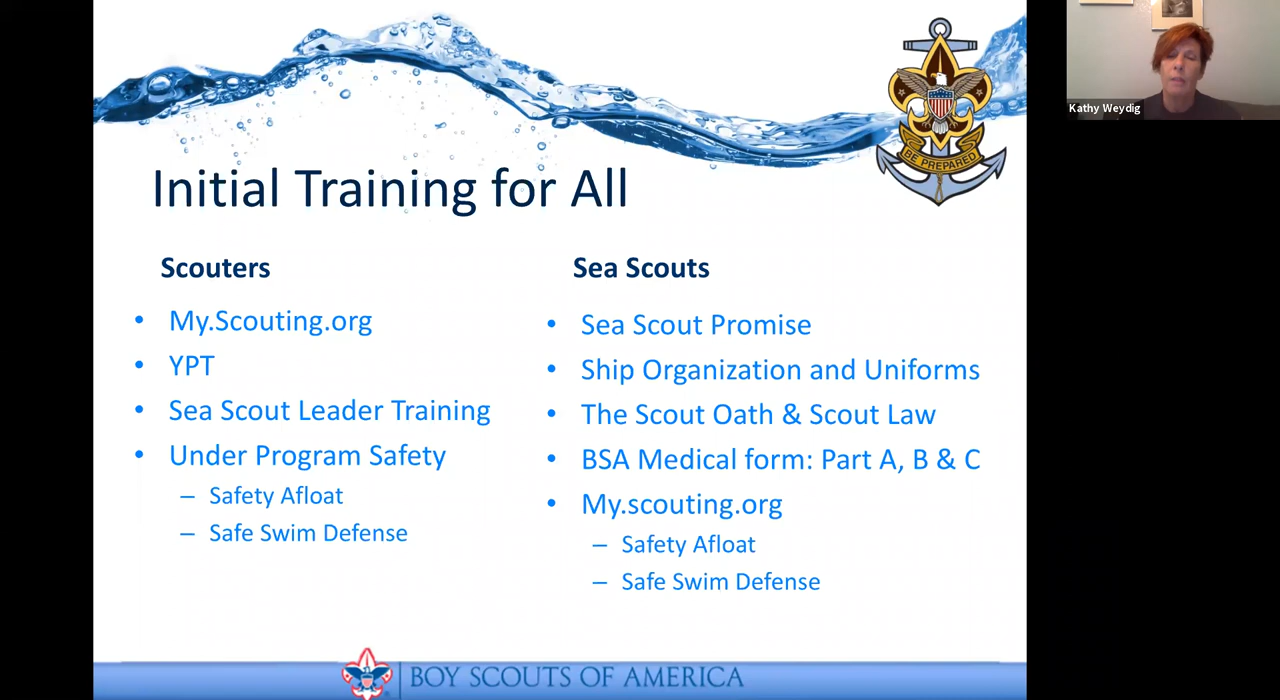 BE PREPARED
Kathy Weydig
Initial Training for All
Scouters
• My.Scouting.org
• YPT
• Sea Scout Leader Training
• Under Program Safety
– Safety Afloat
– Safe Swim Defense
Sea Scouts
• Sea Scout Promise
• Ship Organization and Uniforms
• The Scout Oath & Scout Law
• BSA Medical form: Part A, B & C
• My.scouting.org
– Safety Afloat
– Safe Swim Defense
BOY SCOUTS OF AMERICA